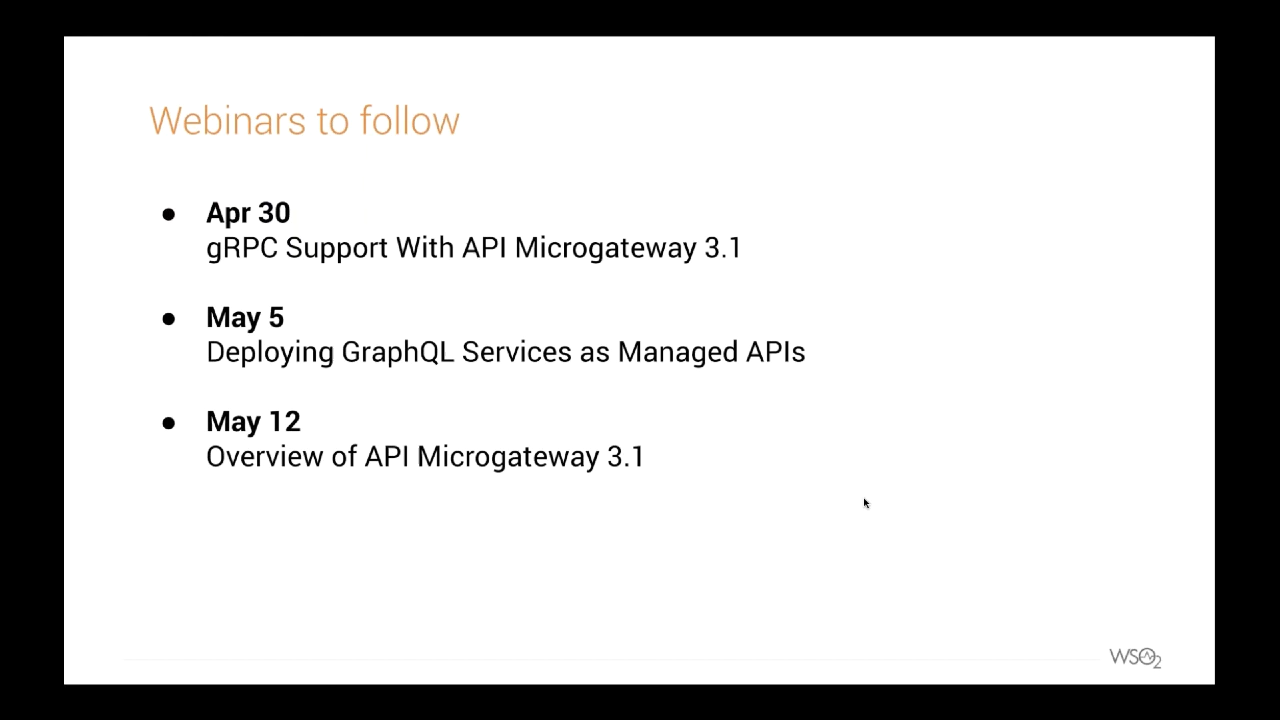 Webinars to follow
● Apr 30
gRPC Support With API Microgateway 3.1
● May 5
Deploying GraphQL Services as Managed APIs
● May 12
Overview of API Microgateway 3.1
WSO2